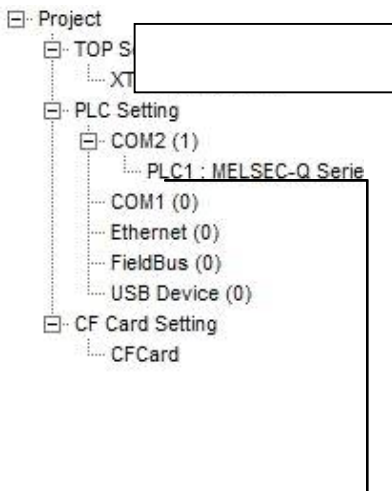 Project
TOP S
XT
PLC Setting
COM2 (1)
PLC1 : MELSEC-Q Serie
COM1 (0)
Ethernet (0)
FieldBus (0)
USB Device (0)
CF Card Setting
CFCard